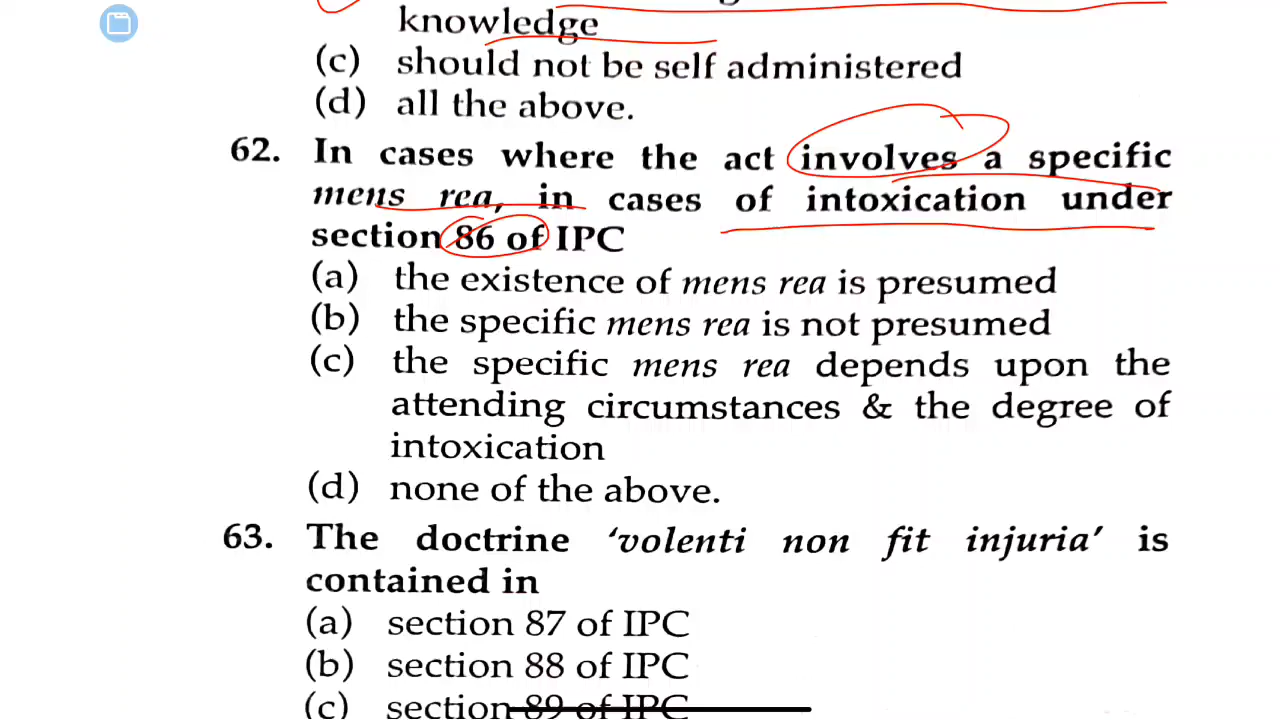 knowledge
(c) should not be self administered
(d) all the above.
62. In cases where the act involves a specific
mens rea, in cases of intoxication under
section 86 of IPC
(a) the existence of mens rea is presumed
(b) the specific mens rea is not presumed
(c) the specific mens rea depends upon the
attending circumstances & the degree of
intoxication
(d) none of the above.
63. The doctrine ‘volenti non fit injuria’ is
contained in
(a) section 87 of IPC
(b) section 88 of IPC
(c) section 89 of IPC